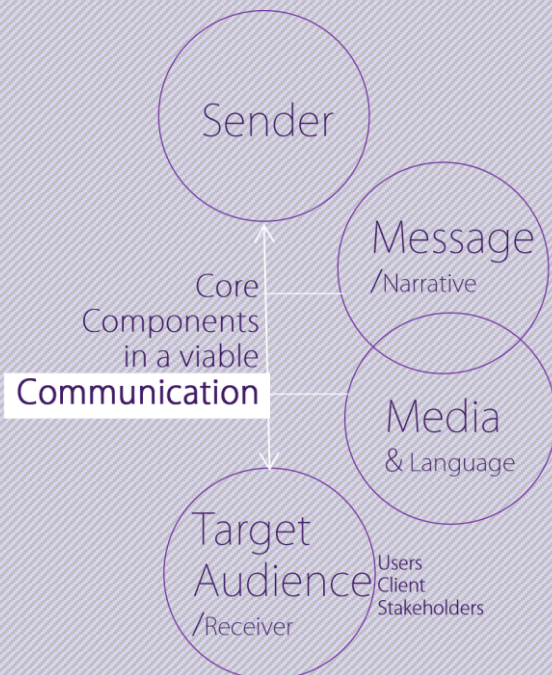 Sender
Message
/Narrative
Core
Components
in a viable
Communication
Media
& Language
Target
Audience
/Receiver
Users
Client
Stakeholders